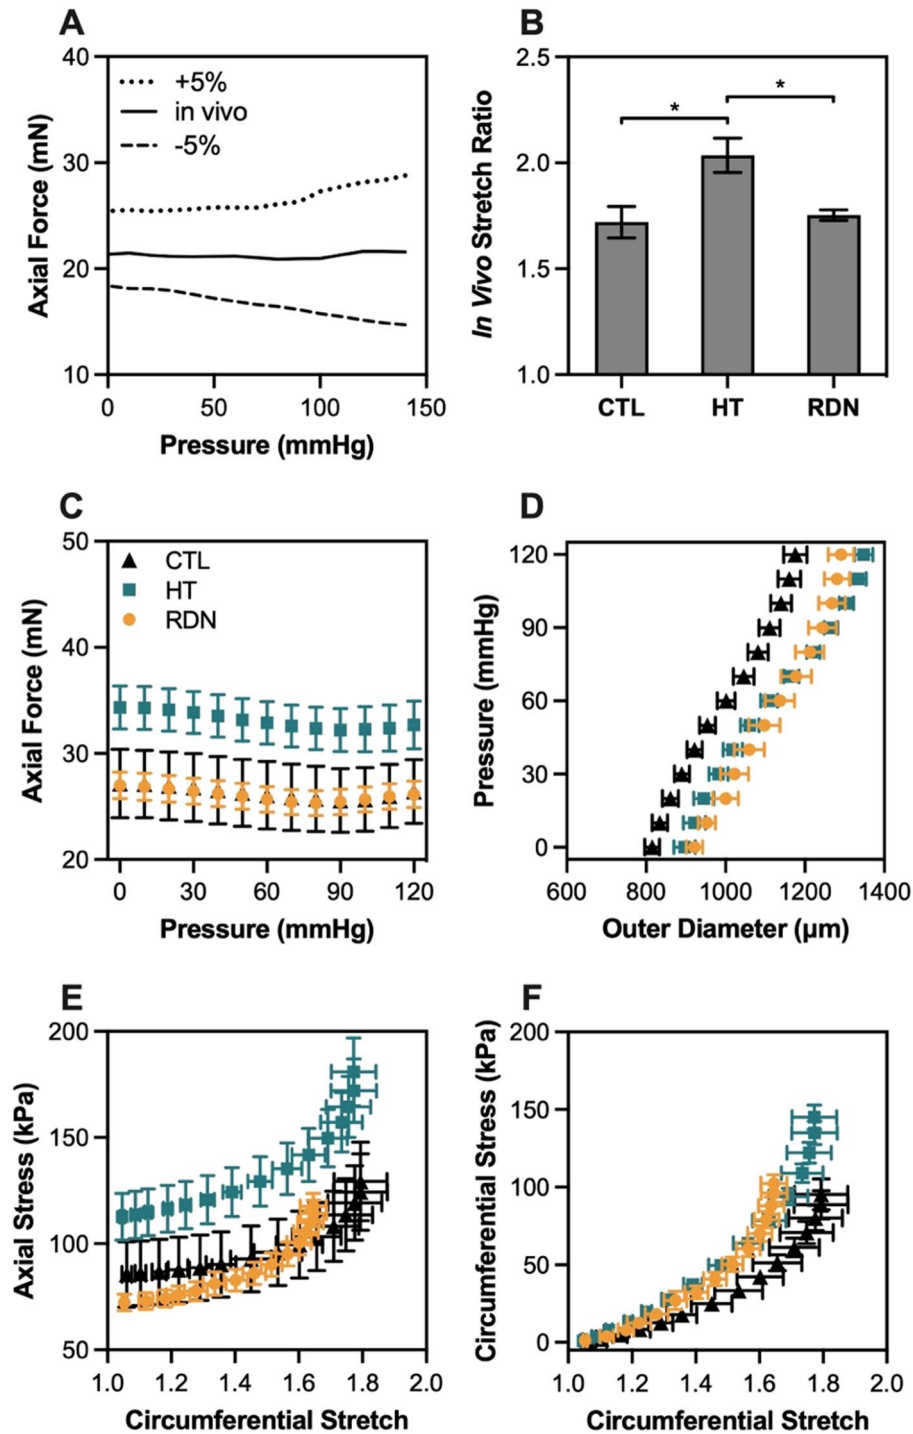 A
Axial Force (mN)
40
30
20
10
+5%
in vivo
-5%
0 50 100 150
Pressure (mmHg)
B
In Vivo Stretch Ratio
2.5
2.0
1.5
1.0
* *
CTL HT RDN
C
Axial Force (mN)
50
40
30
20
CTL
HT
RDN
0 30 60 90 120
Pressure (mmHg)
D
Pressure (mmHg)
120
90
60
30
0
600 800 1000 1200 1400
Outer Diameter (μm)
E
Axial Stress (kPa)
200
150
100
50
1.0 1.2 1.4 1.6 1.8 2.0
Circumferential Stretch
F
Circumferential Stress (kPa)
200
150
100
50
0
1.0 1.2 1.4 1.6 1.8 2.0
Circumferential Stretch